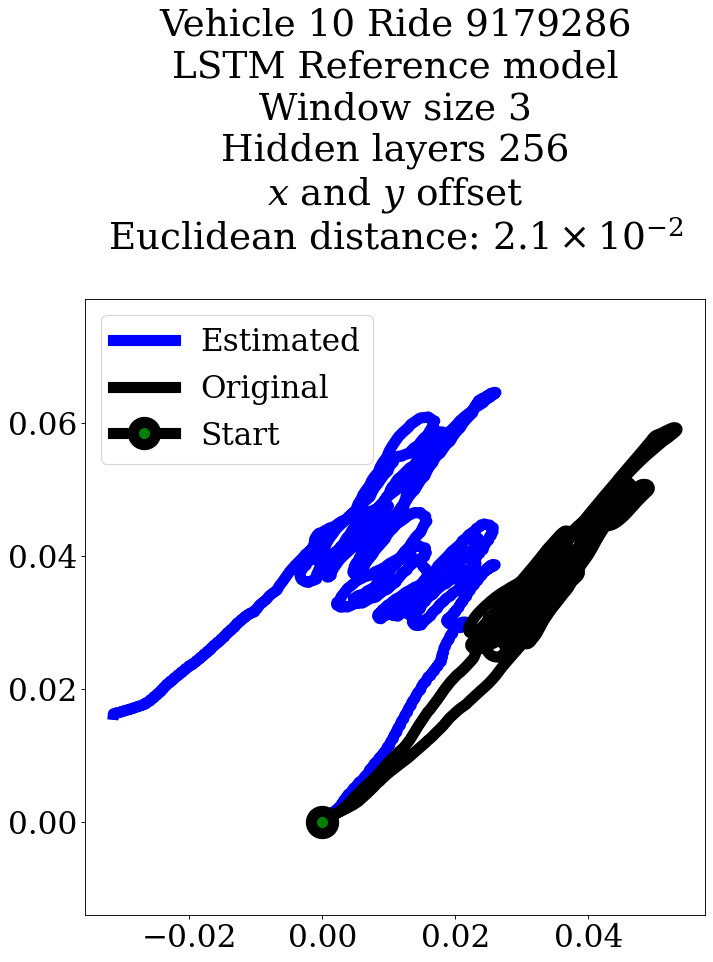 Vehicle 10 Ride 9179286
LSTM Reference model
Window size 3
Hidden layers 256
x and y offset
Euclidean distance: 2.1 × 10⁻²
Estimated
Original
Start
0.06
0.04
0.02
0.00
−0.02 0.00 0.02 0.04